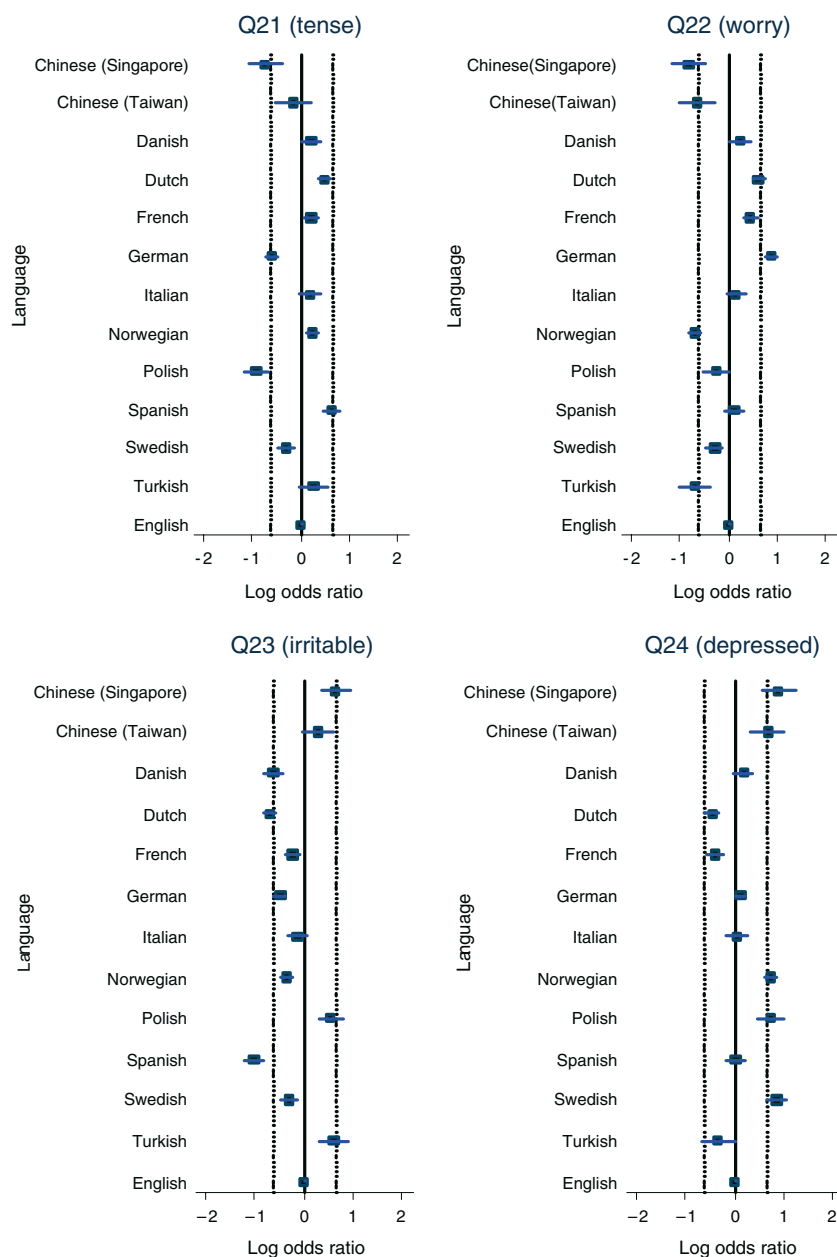 Q21 (tense)
Language
Chinese (Singapore)
Chinese (Taiwan)
Danish
Dutch
French
German
Italian
Norwegian
Polish
Spanish
Swedish
Turkish
English
-2 -1 0 1 2
Log odds ratio
Q22 (worry)
Language
Chinese(Singapore)
Chinese(Taiwan)
Danish
Dutch
French
German
Italian
Norwegian
Polish
Spanish
Swedish
Turkish
English
-2 -1 0 1 2
Log odds ratio
Q23 (irritable)
Language
Chinese (Singapore)
Chinese (Taiwan)
Danish
Dutch
French
German
Italian
Norwegian
Polish
Spanish
Swedish
Turkish
English
−2 −1 0 1 2
Log odds ratio
Q24 (depressed)
Language
Chinese (Singapore)
Chinese (Taiwan)
Danish
Dutch
French
German
Italian
Norwegian
Polish
Spanish
Swedish
Turkish
English
−2 −1 0 1 2
Log odds ratio